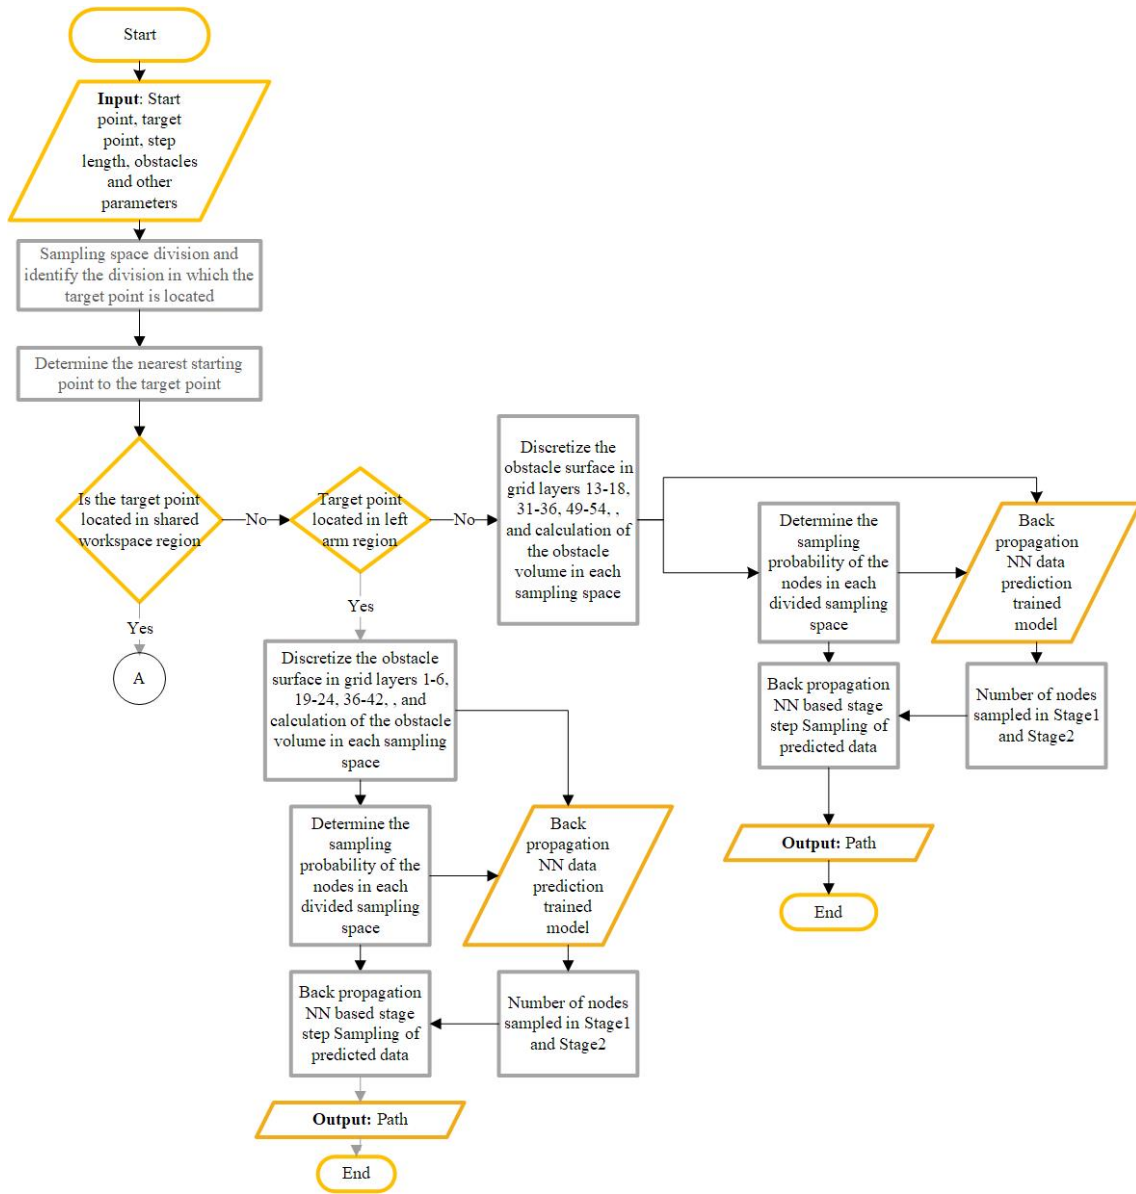 Start
Input: Start
point, target
point, step
length, obstacles
and other
parameters
Sampling space division and
identify the division in which the
target point is located
Determine the nearest starting
point to the target point
Is the target point
located in shared
workspace region
No
Target point
located in left
arm region
No
Discretize the
obstacle surface in
grid layers 13-18,
31-36, 49-54, ,
and calculation of
the obstacle
volume in each
sampling space
Determine the
sampling
probability of the
nodes in each
divided sampling
space
Back
propagation
NN data
prediction
trained
model
Yes
A
Yes
Discretize the obstacle
surface in grid layers 1-6,
19-24, 36-42, , and
calculation of the obstacle
volume in each sampling
space
Back propagation
NN based stage
step Sampling of
predicted data
Number of nodes
sampled in Stage1
and Stage2
Determine the
sampling
probability of the
nodes in each
divided sampling
space
Back
propagation
NN data
prediction
trained
model
Output: Path
End
Back propagation
NN based stage
step Sampling of
predicted data
Number of nodes
sampled in Stage1
and Stage2
Output: Path
End